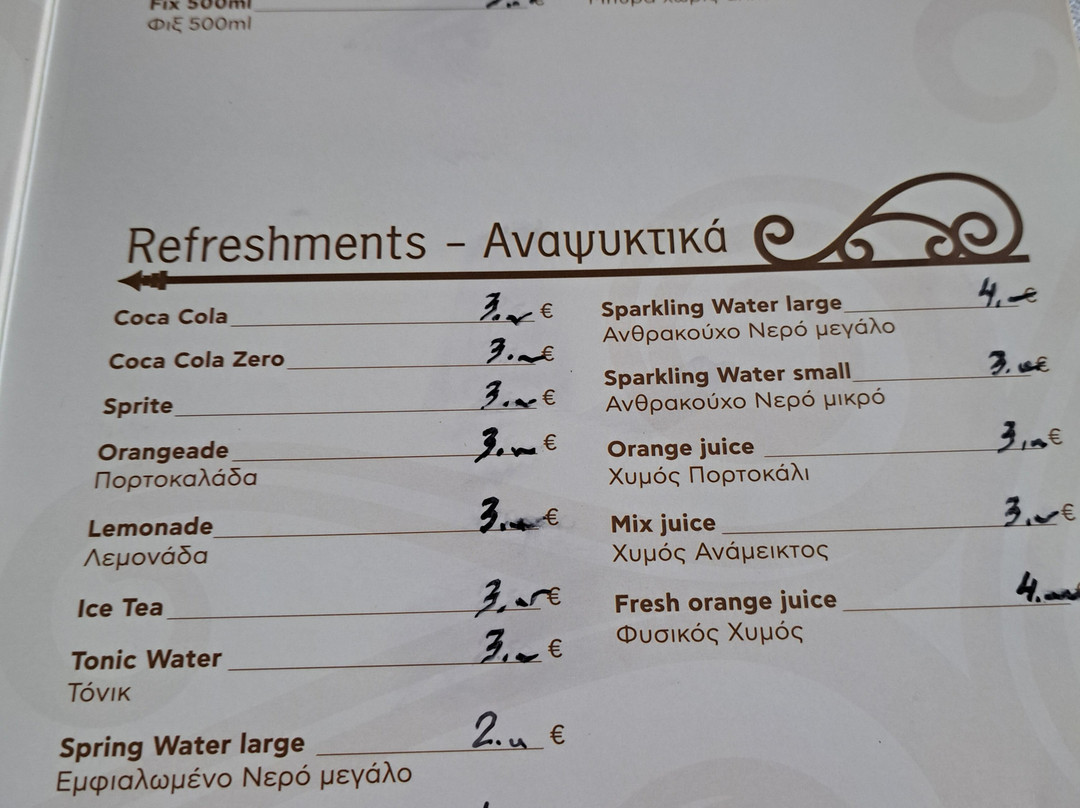 Fix 500ml
Φιξ 500ml
Refreshments - Αναψυκτικά
Coca Cola 3.- €
Coca Cola Zero 3.- €
Sprite 3.- €
Orangeade 3.- €
Πορτοκαλάδα
Lemonade 3.- €
Λεμονάδα
Ice Tea 3.- €
Tonic Water 3.- €
Τόνικ
Spring Water large 2.- €
Εμφιαλωμένο Νερό μεγάλο
Sparkling Water large 4.- €
Ανθρακούχο Νερό μεγάλο
Sparkling Water small 3.- €
Ανθρακούχο Νερό μικρό
Orange juice 3.- €
Χυμός Πορτοκάλι
Mix juice 3.- €
Χυμός Ανάμεικτος
Fresh orange juice 4.-
Φυσικός Χυμός